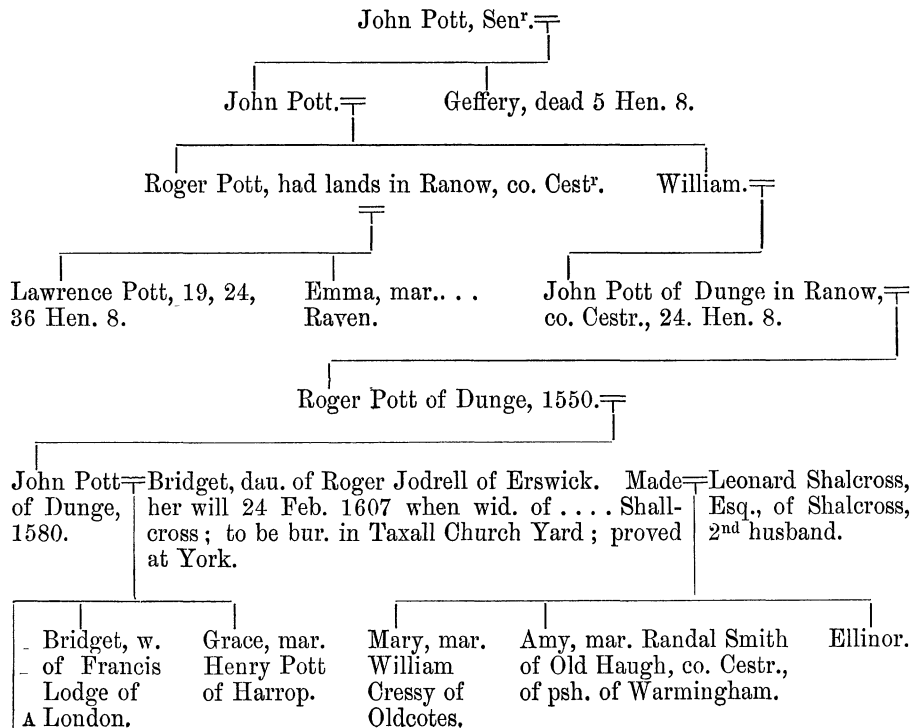 John Pott, Senʳ.
John Pott.
Geffery, dead 5 Hen. 8.
Roger Pott, had lands in Ranow, co. Cestʳ.
William.
Lawrence Pott, 19, 24,
36 Hen. 8.
Emma, mar.. . .
Raven.
John Pott of Dunge in Ranow,
co. Cestr., 24. Hen. 8.
Roger Pott of Dunge, 1550.
John Pott
of Dunge,
1580.
Bridget, dau. of Roger Jodrell of Erswick. Made
her will 24 Feb. 1607 when wid. of .... Shall-
cross ; to be bur. in Taxall Church Yard ; proved
at York.
Leonard Shalcross,
Esq., of Shalcross,
2ⁿᵈ husband.
Bridget, w.
of Francis
Lodge of
London.
A
Grace, mar.
Henry Pott
of Harrop.
Mary, mar.
William
Cressy of
Oldcotes.
Amy, mar. Randal Smith
of Old Haugh, co. Cestr.,
of psh. of Warmingham.
Ellinor.